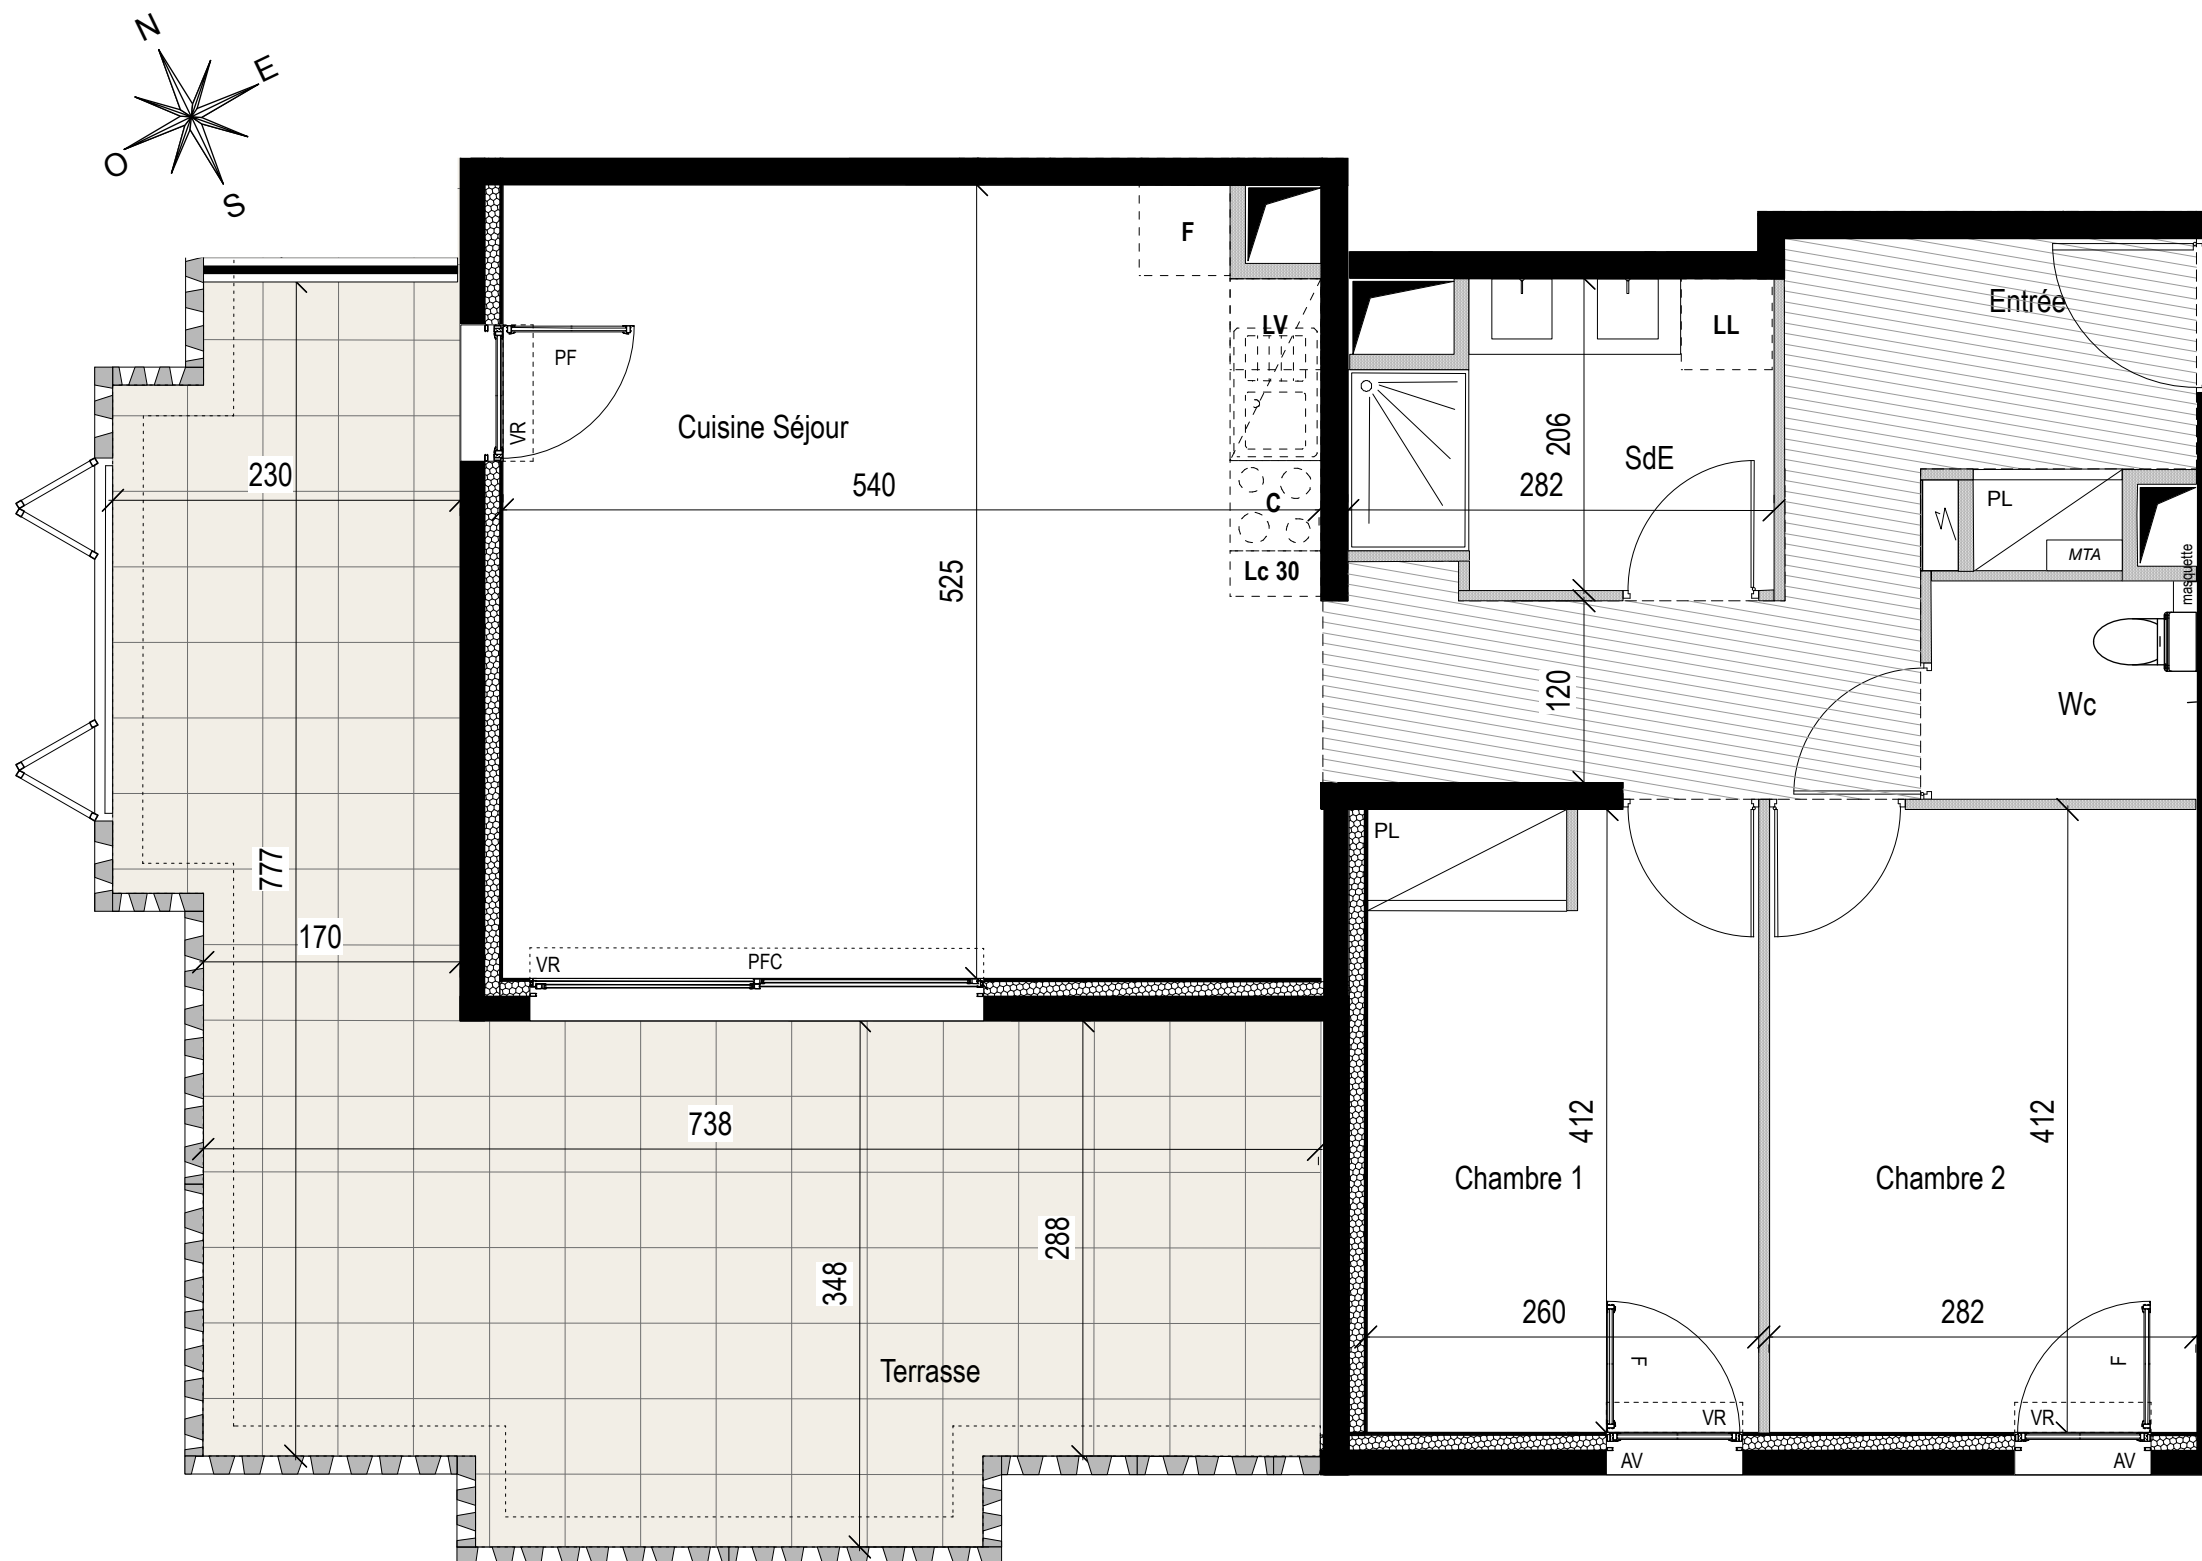 N
E
O
S
F
Entrée
LV
LL
PF
VR
Cuisine Séjour
206
SdE
230
540
C
282
PL
MTA
masquette
Lc 30
525
120
Wc
PL
777
170
VR
PFC
738
412
412
Chambre 1
Chambre 2
288
348
260
282
F
F
Terrasse
VR
VR
AV
AV